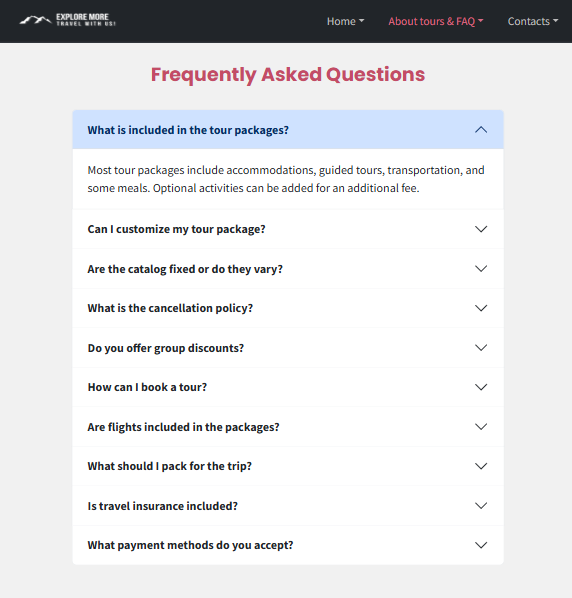 EXPLORE MORE
TRAVEL WITH US!
Home
About tours & FAQ
Contacts
Frequently Asked Questions
What is included in the tour packages?
Most tour packages include accommodations, guided tours, transportation, and
some meals. Optional activities can be added for an additional fee.
Can I customize my tour package?
Are the catalog fixed or do they vary?
What is the cancellation policy?
Do you offer group discounts?
How can I book a tour?
Are flights included in the packages?
What should I pack for the trip?
Is travel insurance included?
What payment methods do you accept?